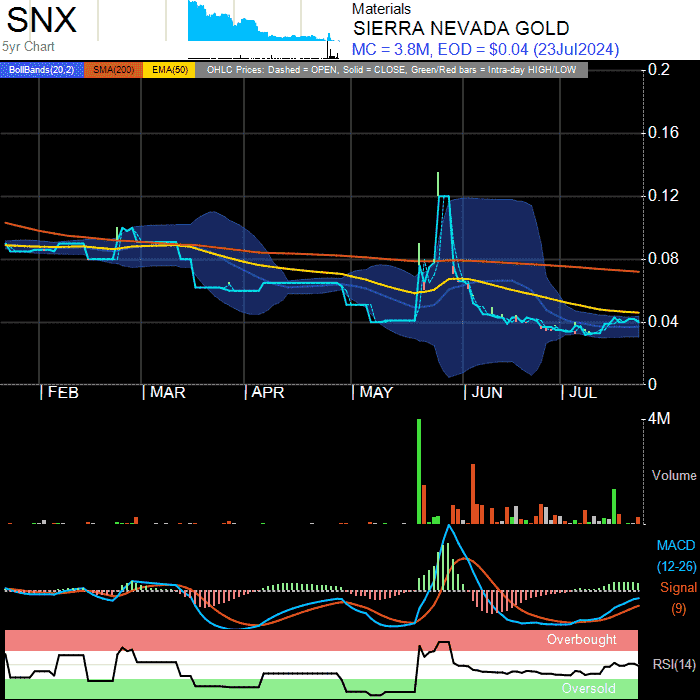 SNX
5yr Chart
Materials
SIERRA NEVADA GOLD
MC = 3.8M, EOD = $0.04 (23Jul2024)
BollBands(20,2) SMA(200) EMA(50) OHLC Prices: Dashed = OPEN, Solid = CLOSE, Green/Red bars = Intra-day HIGH/LOW
0.2
0.16
0.12
0.08
0.04
0
FEB MAR APR MAY JUN JUL
4M
Volume
MACD
(12-26)
Signal
(9)
Overbought
RSI(14)
Oversold